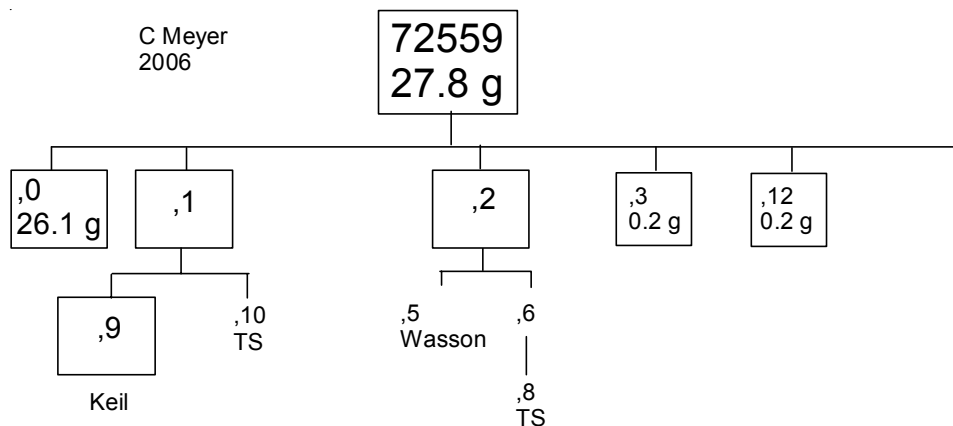 C Meyer
2006
72559
27.8 g
,0
26.1 g
,1
,2
,3
0.2 g
,12
0.2 g
,9
Keil
,10
TS
,5
Wasson
,6
,8
TS